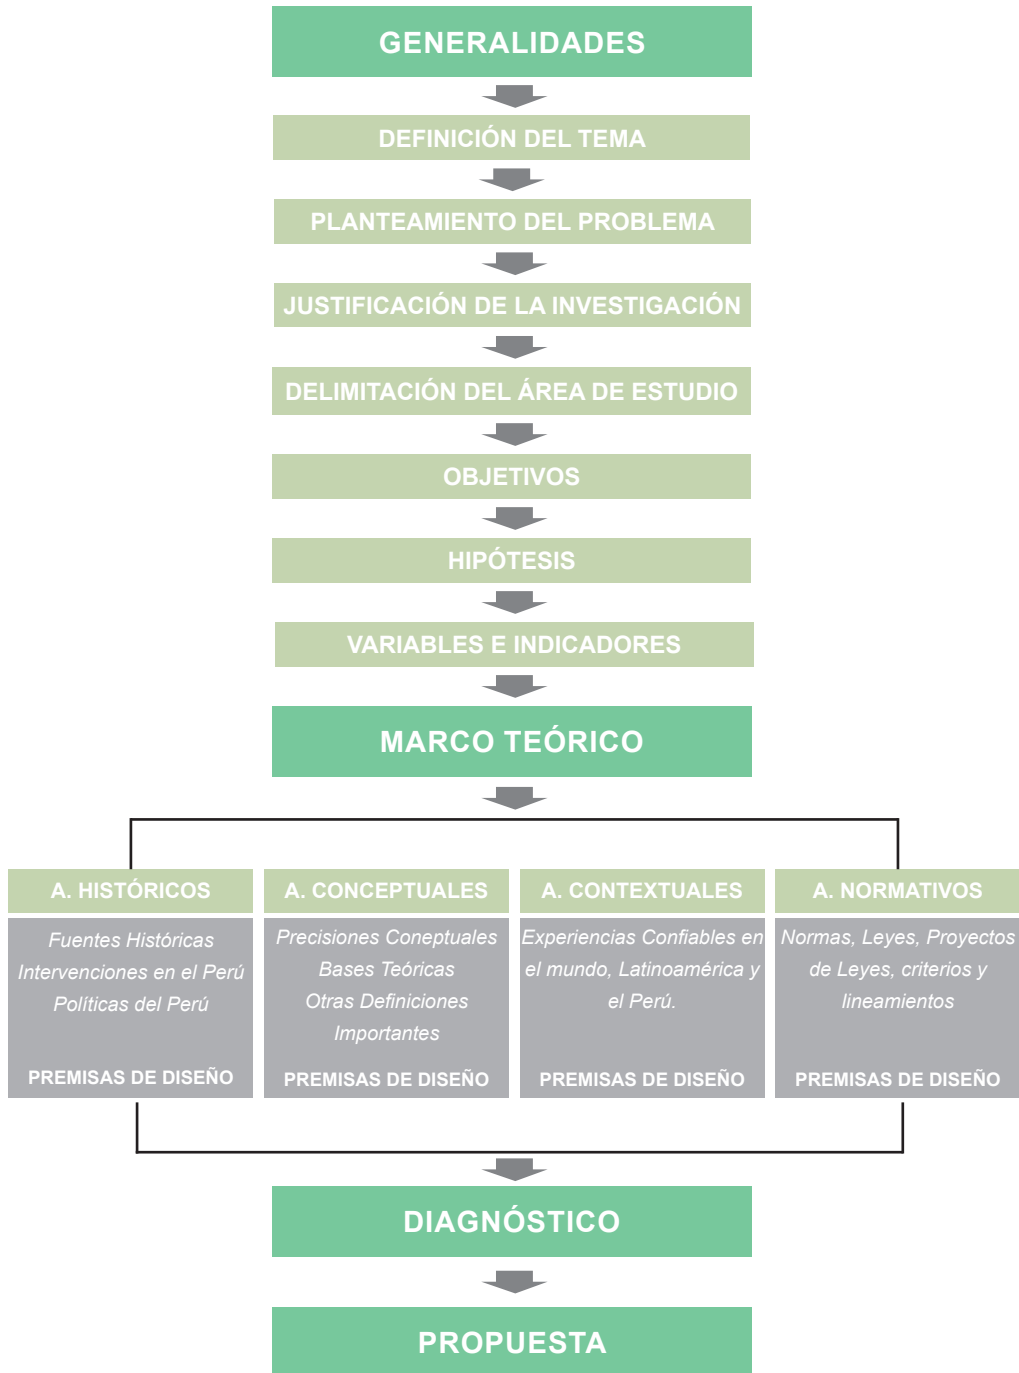 GENERALIDADES
DEFINICIÓN DEL TEMA
PLANTEAMIENTO DEL PROBLEMA
JUSTIFICACIÓN DE LA INVESTIGACIÓN
DELIMITACIÓN DEL ÁREA DE ESTUDIO
OBJETIVOS
HIPÓTESIS
VARIABLES E INDICADORES
MARCO TEÓRICO
A. HISTÓRICOS
Fuentes Históricas
Intervenciones en el Perú
Políticas del Perú
PREMISAS DE DISEÑO
A. CONCEPTUALES
Precisiones Coneptuales
Bases Teóricas
Otras Definiciones
Importantes
PREMISAS DE DISEÑO
A. CONTEXTUALES
Experiencias Confiables en
el mundo, Latinoamérica y
el Perú.
PREMISAS DE DISEÑO
A. NORMATIVOS
Normas, Leyes, Proyectos
de Leyes, criterios y
lineamientos
PREMISAS DE DISEÑO
DIAGNÓSTICO
PROPUESTA